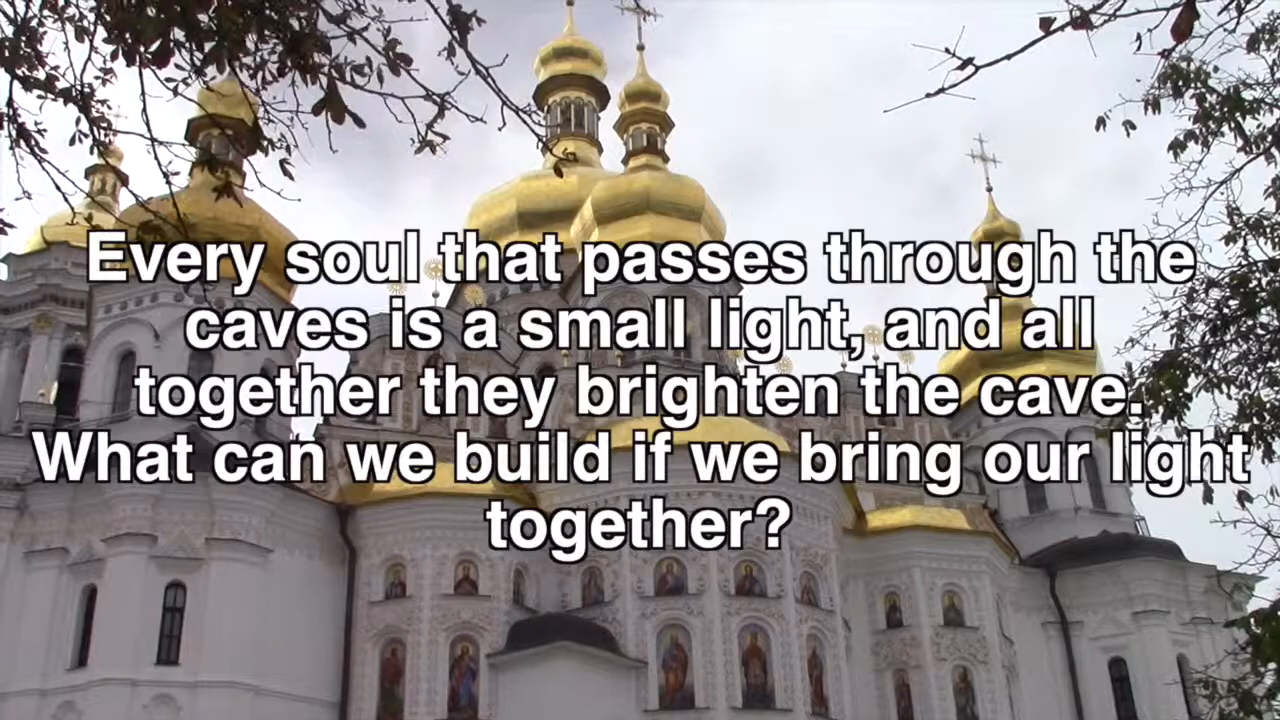 Every soul that passes through the
caves is a small light, and all
together they brighten the cave.
What can we build if we bring our light
together?